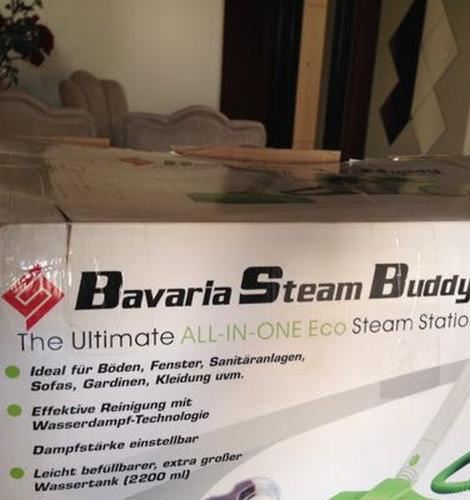 Bavaria Steam Buddy
The Ultimate ALL-IN-ONE Eco Steam Statio
Ideal für Böden, Fenster, Sanitäranlagen,
Sofas, Gardinen, Kleidung uvm.
Effektive Reinigung mit
Wasserdampf-Technologie
Dampfstärke einstellbar
Leicht befüllbarer, extra großer
Wassertank (2200 ml)